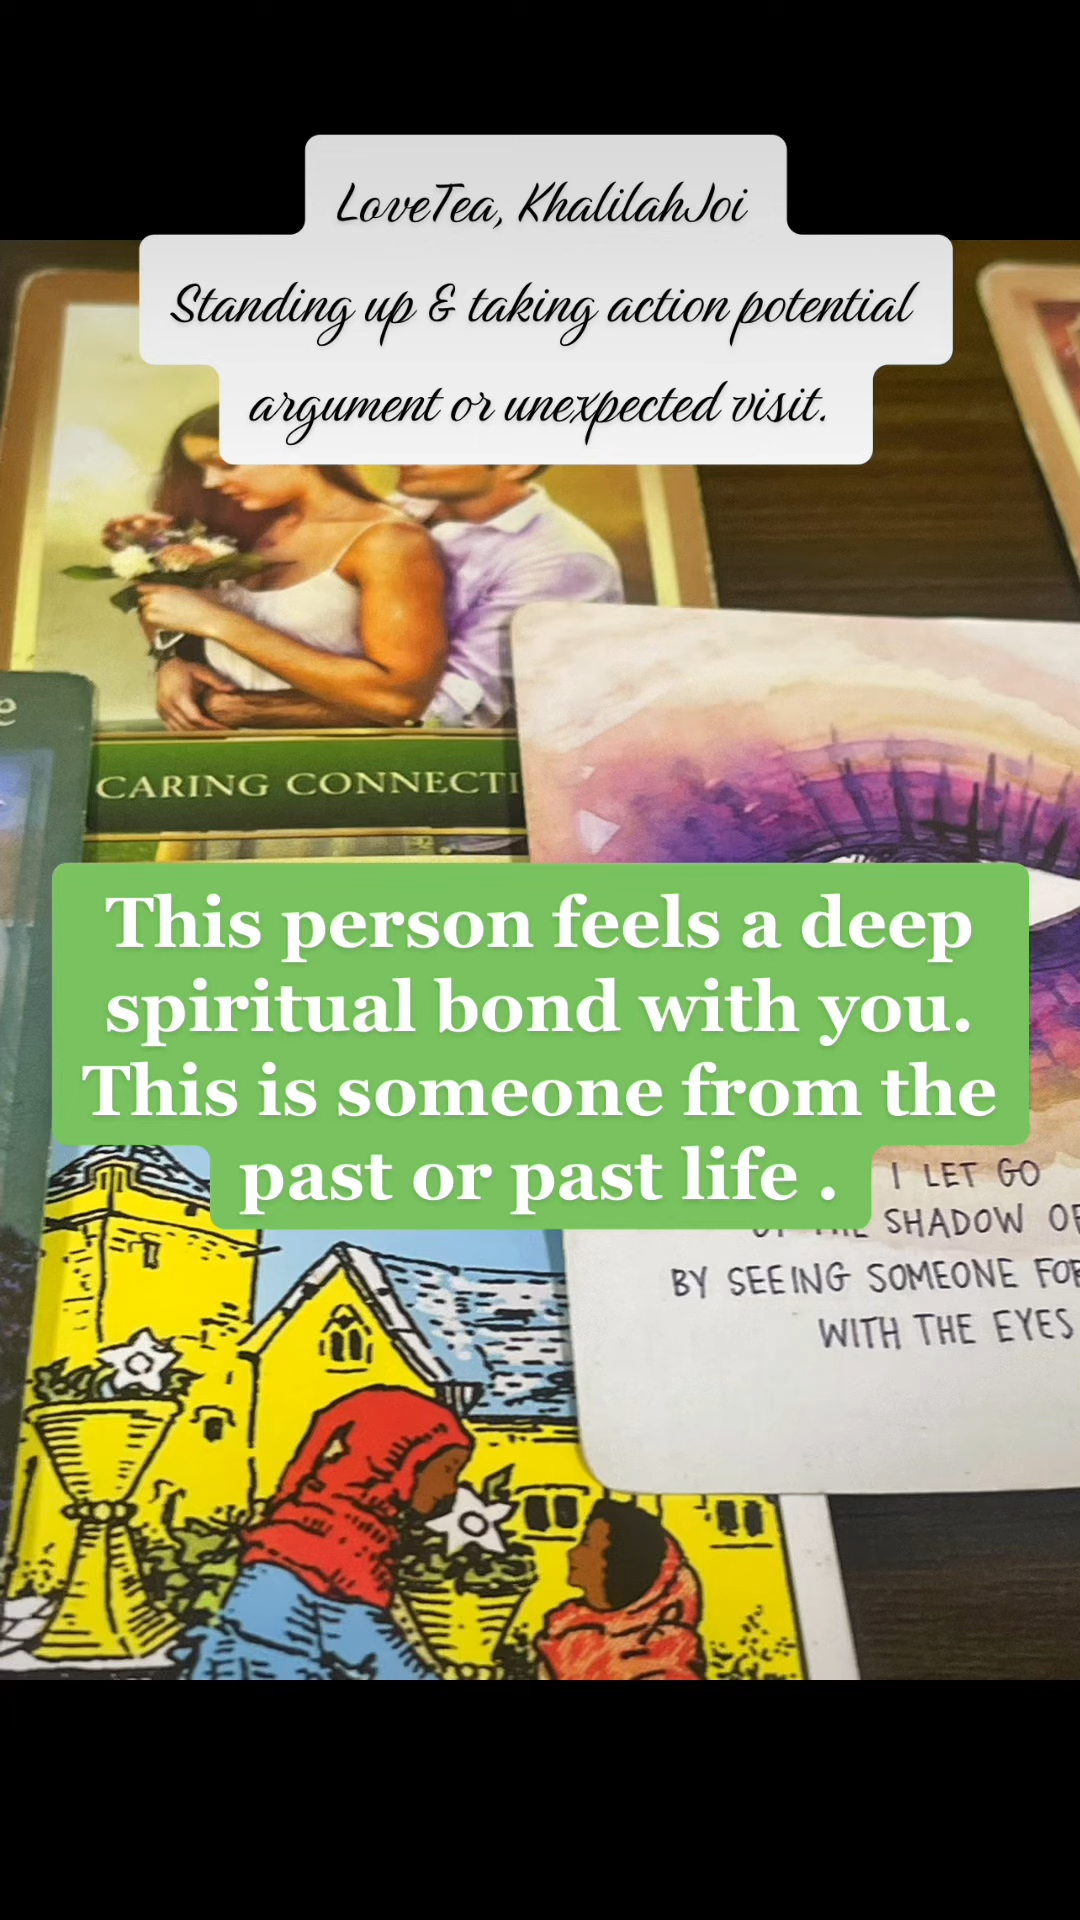 LoveTea, KhalilahJoi
Standing up & taking action potential
argument or unexpected visit.
e
CARING CONNECTI
This person feels a deep
spiritual bond with you.
This is someone from the
past or past life .
I LET GO
SHADOW OF
BY SEEING SOMEONE FOR
WITH THE EYES